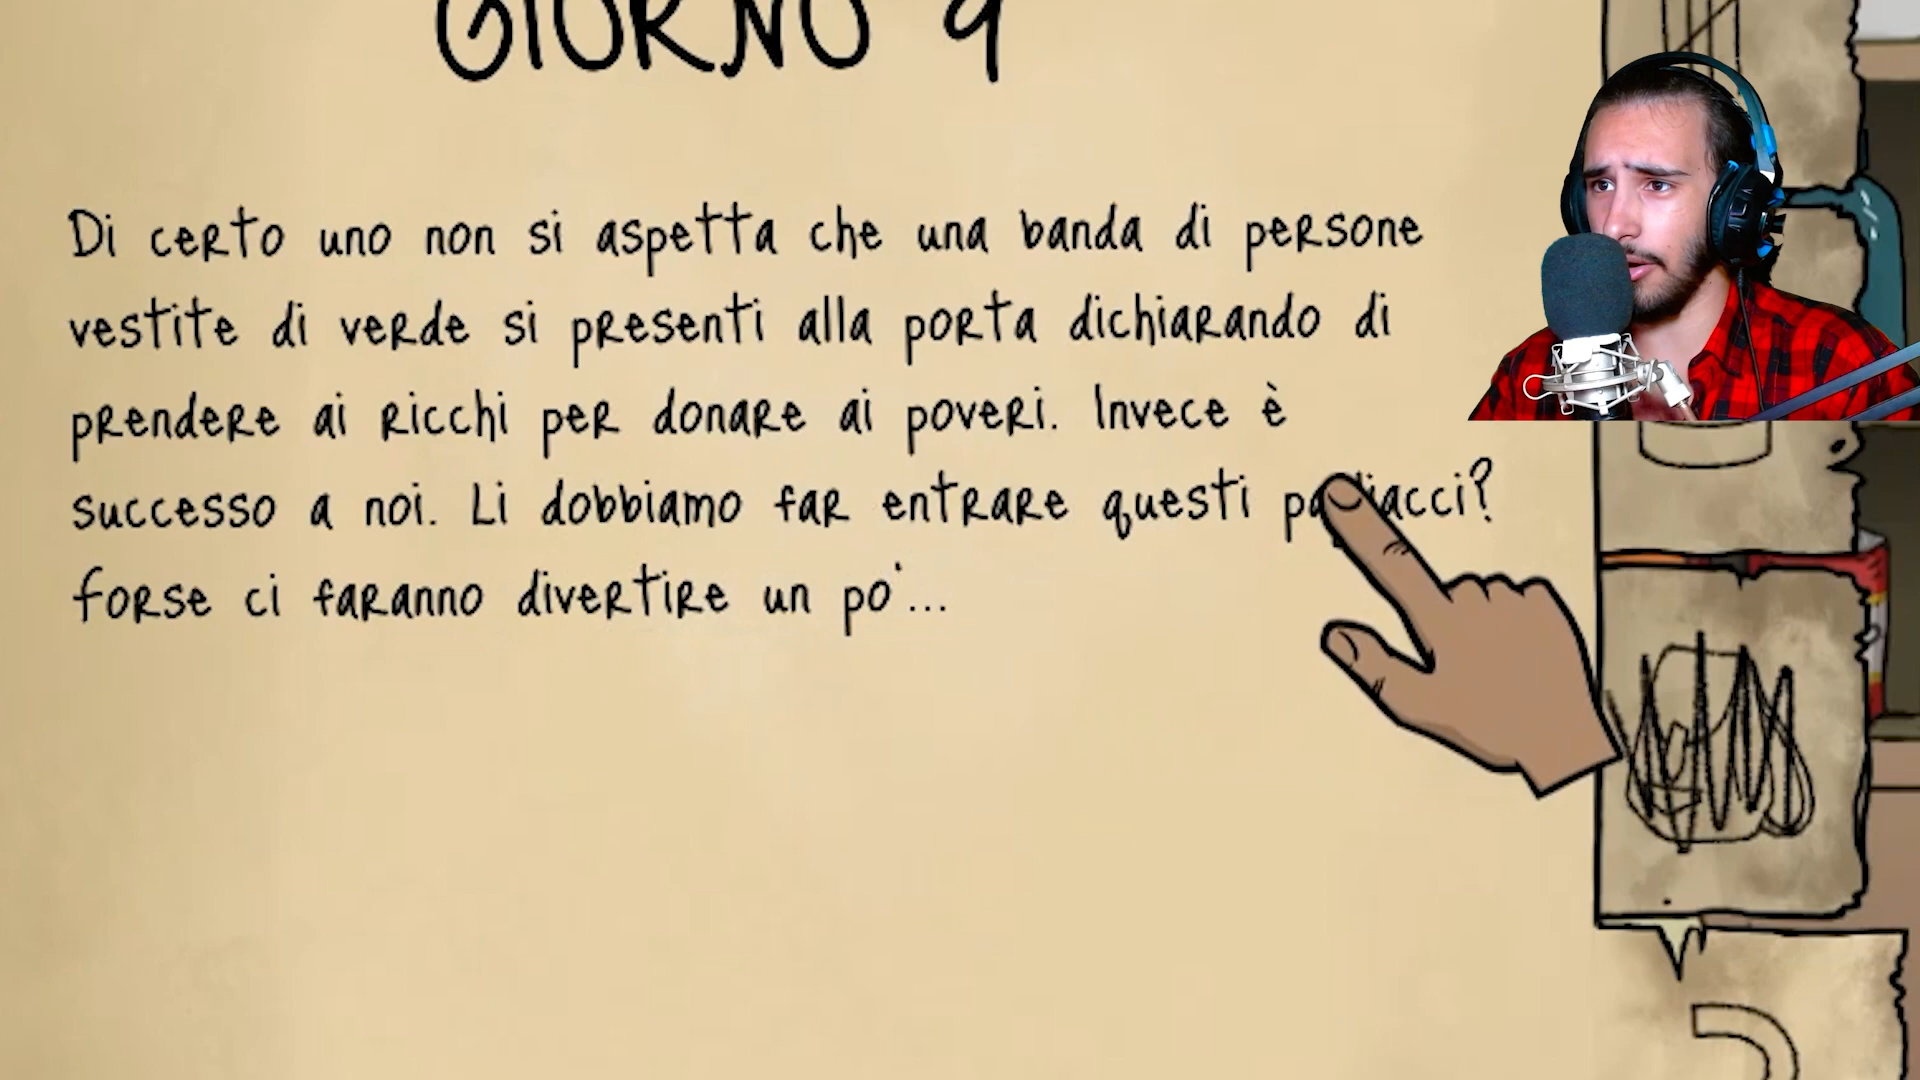 GIORNO 9
Di certo uno non si aspetta che una banda di persone
vestite di verde si presenti alla porta dichiarando di
prendere ai ricchi per donare ai poveri. Invece è
successo a noi. Li dobbiamo far entrare questi
forse ci faranno divertire un po'...